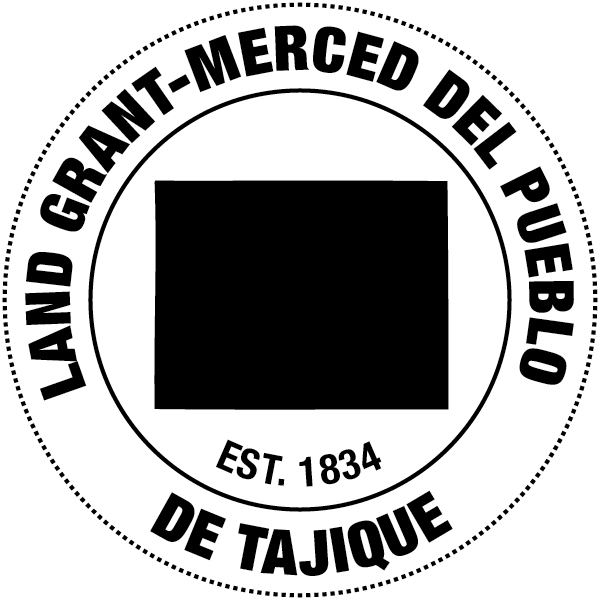 LAND GRANT-MERCED DEL PUEBLO
EST. 1834
DE TAJIQUE